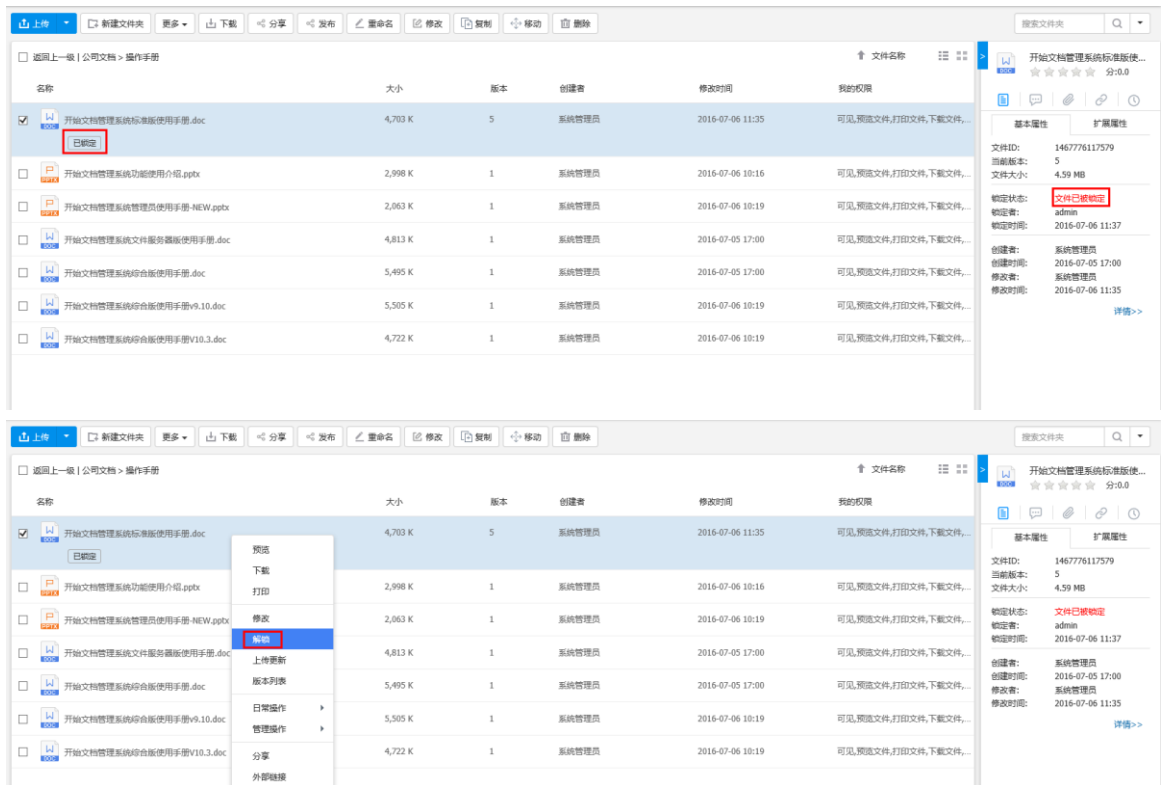 上传 新建文件夹 更多 下载 分享 发布 重命名 修改 复制 移动 删除 搜索文件夹
返回上一级 | 公司文档 > 操作手册 文件名称
名称 大小 版本 创建者 修改时间 我的权限
开始文档管理系统标准版使用手册.doc 4,703 K 5 系统管理员 2016-07-06 11:35 可见,预览文件,打印文件,下载文件,...
已锁定
开始文档管理系统功能使用介绍.pptx 2,998 K 1 系统管理员 2016-07-06 10:16 可见,预览文件,打印文件,下载文件,...
开始文档管理系统管理员使用手册-NEW.pptx 2,063 K 1 系统管理员 2016-07-06 10:19 可见,预览文件,打印文件,下载文件,...
开始文档管理系统文件服务器版使用手册.doc 4,813 K 1 系统管理员 2016-07-05 17:00 可见,预览文件,打印文件,下载文件,...
开始文档管理系统综合版使用手册.doc 5,495 K 1 系统管理员 2016-07-05 17:00 可见,预览文件,打印文件,下载文件,...
开始文档管理系统综合版使用手册v9.10.doc 5,505 K 1 系统管理员 2016-07-06 10:19 可见,预览文件,打印文件,下载文件,...
开始文档管理系统综合版使用手册V10.3.doc 4,722 K 1 系统管理员 2016-07-06 10:19 可见,预览文件,打印文件,下载文件,...
开始文档管理系统标准版使...
分:0.0
基本属性 扩展属性
文件ID: 1467776117579
当前版本: 5
文件大小: 4.59 MB
锁定状态: 文件已被锁定
锁定者: admin
锁定时间: 2016-07-06 11:37
创建者: 系统管理员
创建时间: 2016-07-05 17:00
修改者: 系统管理员
修改时间: 2016-07-06 11:35
详情>>
上传 新建文件夹 更多 下载 分享 发布 重命名 修改 复制 移动 删除 搜索文件夹
返回上一级 | 公司文档 > 操作手册 文件名称
名称 大小 版本 创建者 修改时间 我的权限
开始文档管理系统标准版使用手册.doc 4,703 K 5 系统管理员 2016-07-06 11:35 可见,预览文件,打印文件,下载文件,...
已锁定
开始文档管理系统功能使用介绍.pptx 2,998 K 1 系统管理员 2016-07-06 10:16 可见,预览文件,打印文件,下载文件,...
开始文档管理系统管理员使用手册-NEW.pptx 2,063 K 1 系统管理员 2016-07-06 10:19 可见,预览文件,打印文件,下载文件,...
开始文档管理系统文件服务器版使用手册.doc 4,813 K 1 系统管理员 2016-07-05 17:00 可见,预览文件,打印文件,下载文件,...
开始文档管理系统综合版使用手册.doc 5,495 K 1 系统管理员 2016-07-05 17:00 可见,预览文件,打印文件,下载文件,...
开始文档管理系统综合版使用手册v9.10.doc 5,505 K 1 系统管理员 2016-07-06 10:19 可见,预览文件,打印文件,下载文件,...
开始文档管理系统综合版使用手册V10.3.doc 4,722 K 1 系统管理员 2016-07-06 10:19 可见,预览文件,打印文件,下载文件,...
预览
下载
打印
修改
解锁
上传更新
版本列表
日常操作
管理操作
分享
外部链接
开始文档管理系统标准版使...
分:0.0
基本属性 扩展属性
文件ID: 1467776117579
当前版本: 5
文件大小: 4.59 MB
锁定状态: 文件已被锁定
锁定者: admin
锁定时间: 2016-07-06 11:37
创建者: 系统管理员
创建时间: 2016-07-05 17:00
修改者: 系统管理员
修改时间: 2016-07-06 11:35
详情>>